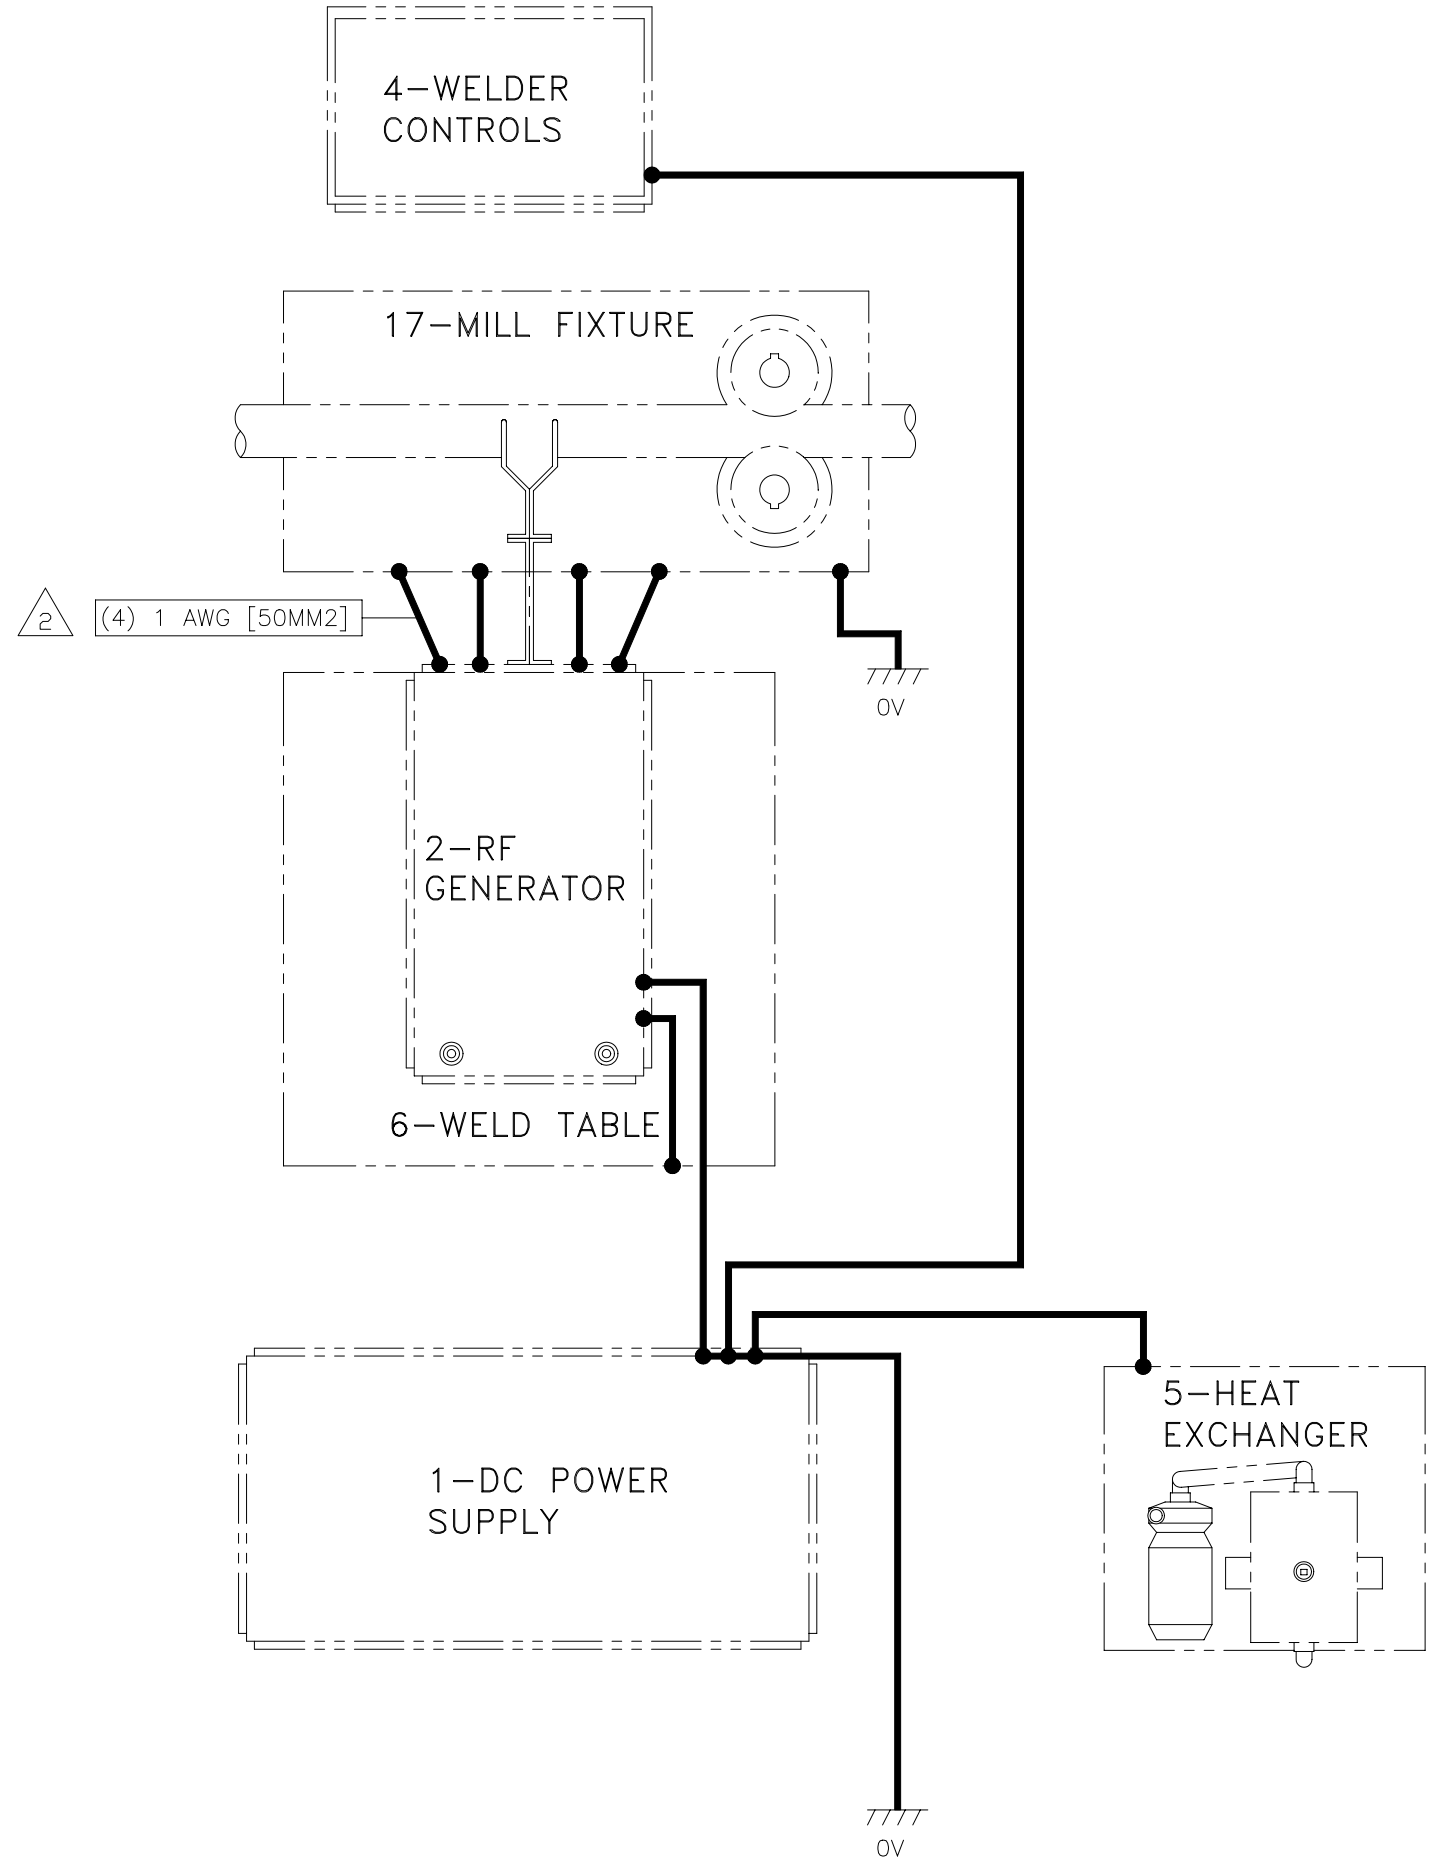 4-WELDER
CONTROLS
17-MILL FIXTURE
2
(4) 1 AWG [50MM2]
0V
2-RF
GENERATOR
6-WELD TABLE
5-HEAT
EXCHANGER
1-DC POWER
SUPPLY
0V